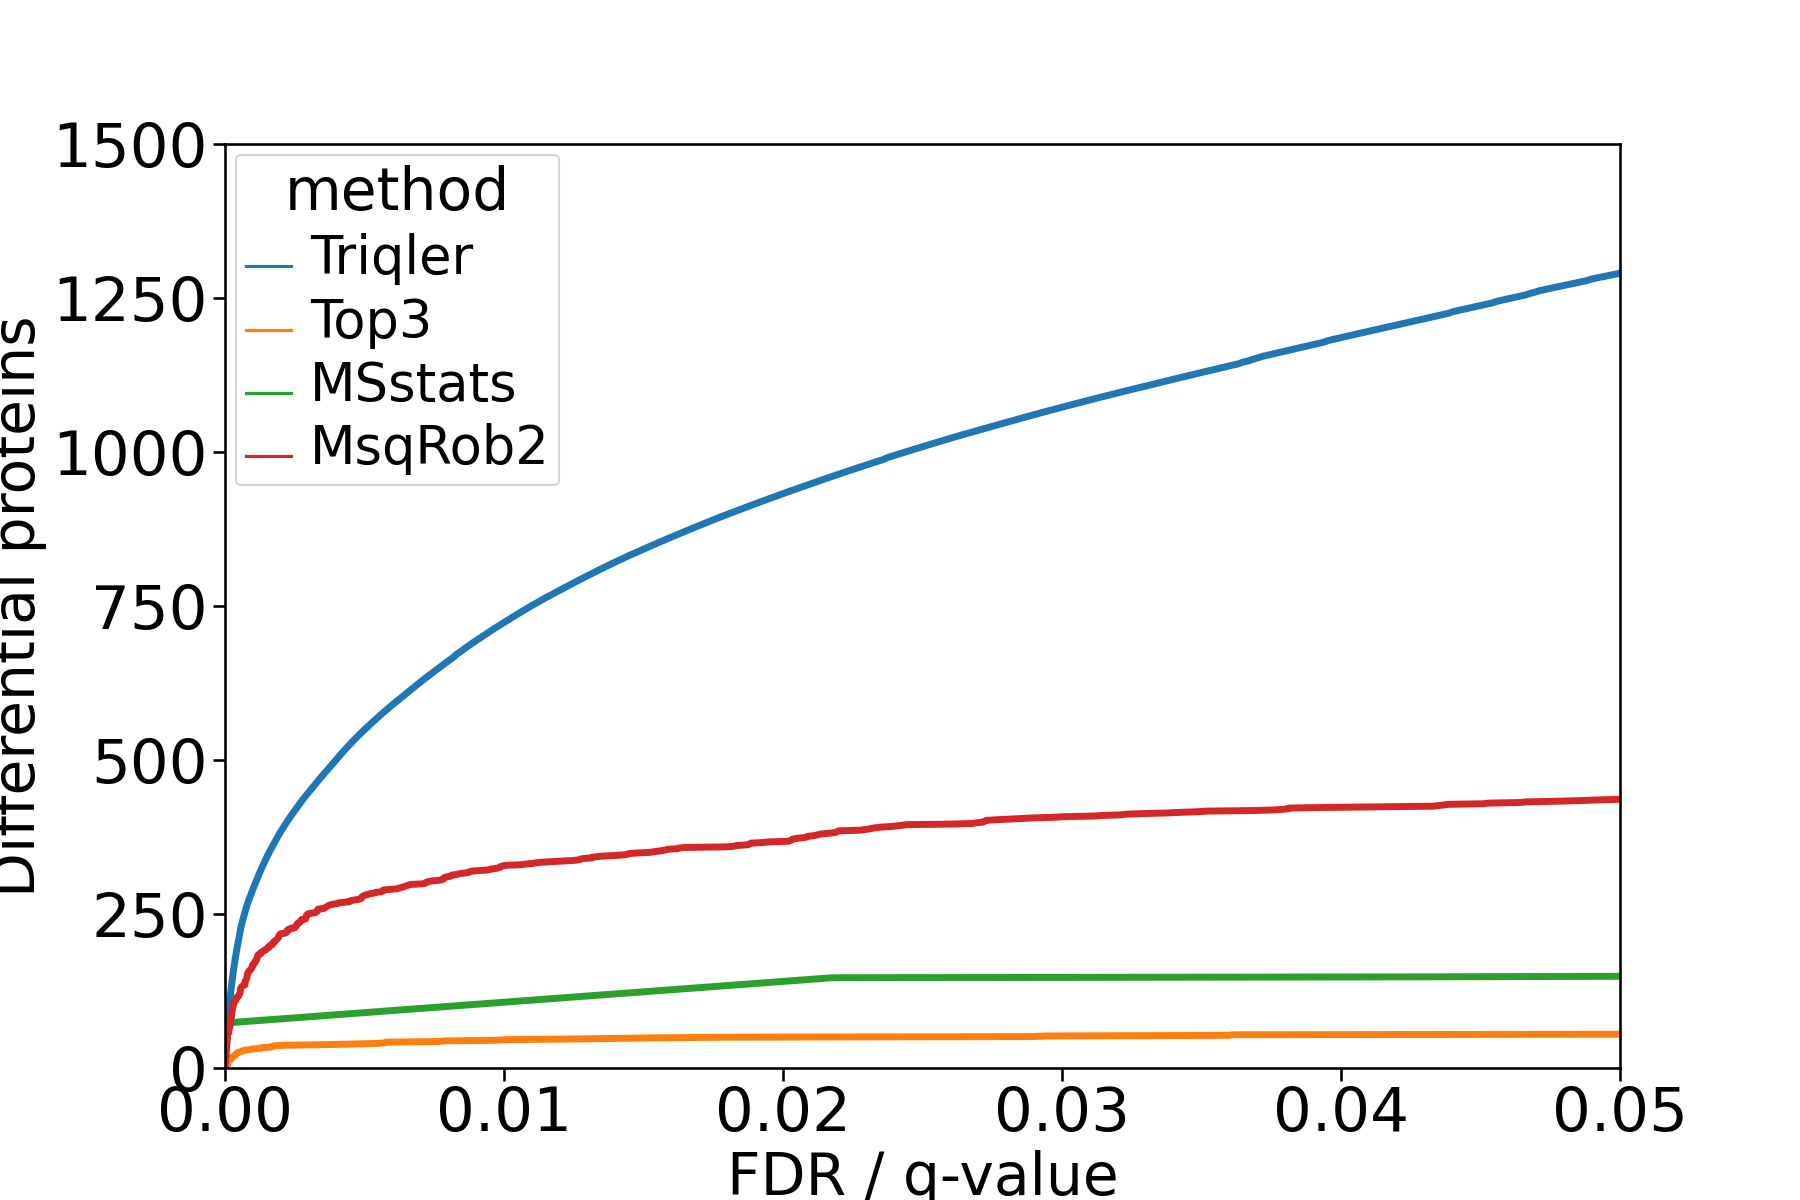 1500
1250
1000
750
500
250
0
Differential proteins
method
Triqler
Top3
MSstats
MsqRob2
0.00 0.01 0.02 0.03 0.04 0.05
FDR / q-value